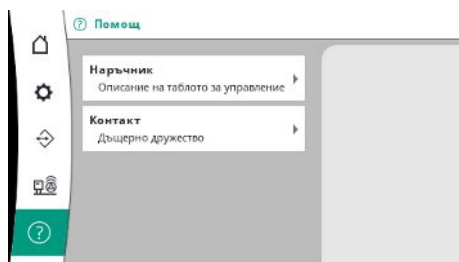 Помощ
Наръчник
Описание на таблото за управление
Контакт
Дъщерно дружество